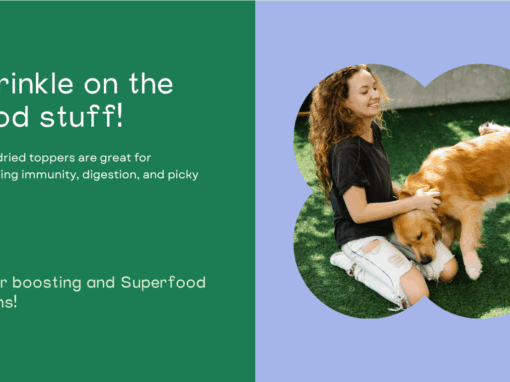 rinkle on the
od stuff!
dried toppers are great for
ing immunity, digestion, and picky
r boosting and Superfood
ns!